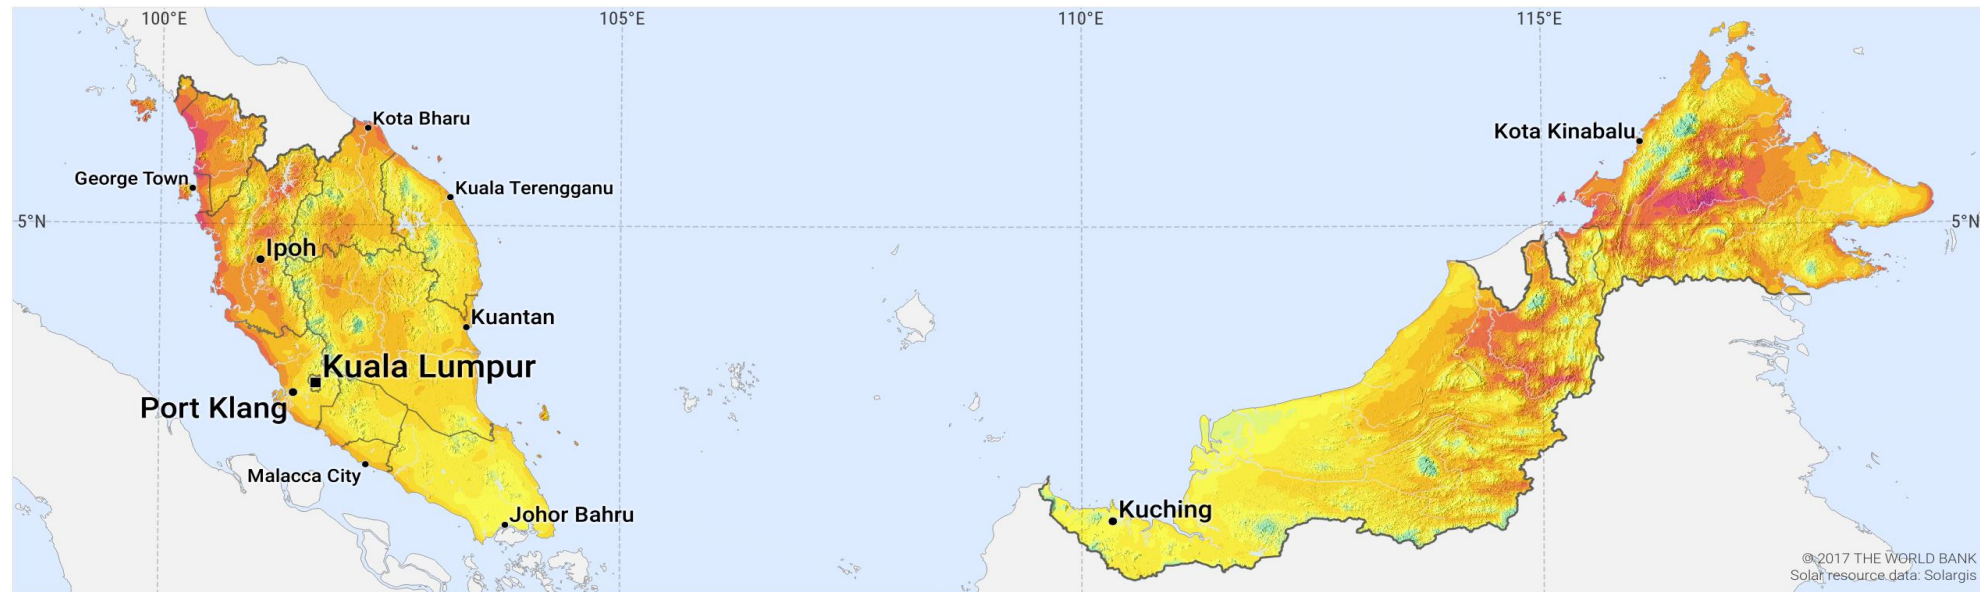 100°E
105°E
110°E
115°E
Kota Bharu
Kota Kinabalu
George Town
Kuala Terengganu
5°N
5°N
Ipoh
Kuantan
Kuala Lumpur
Port Klang
Malacca City
Johor Bahru
Kuching
© 2017 THE WORLD BANK
Solar resource data: Solargis